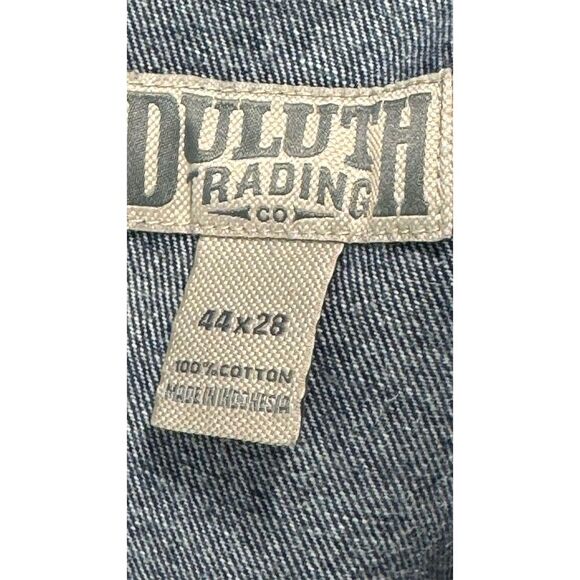 DULUTH
TRADING
CO
44x28
100% COTTON
MADE IN INDONESIA